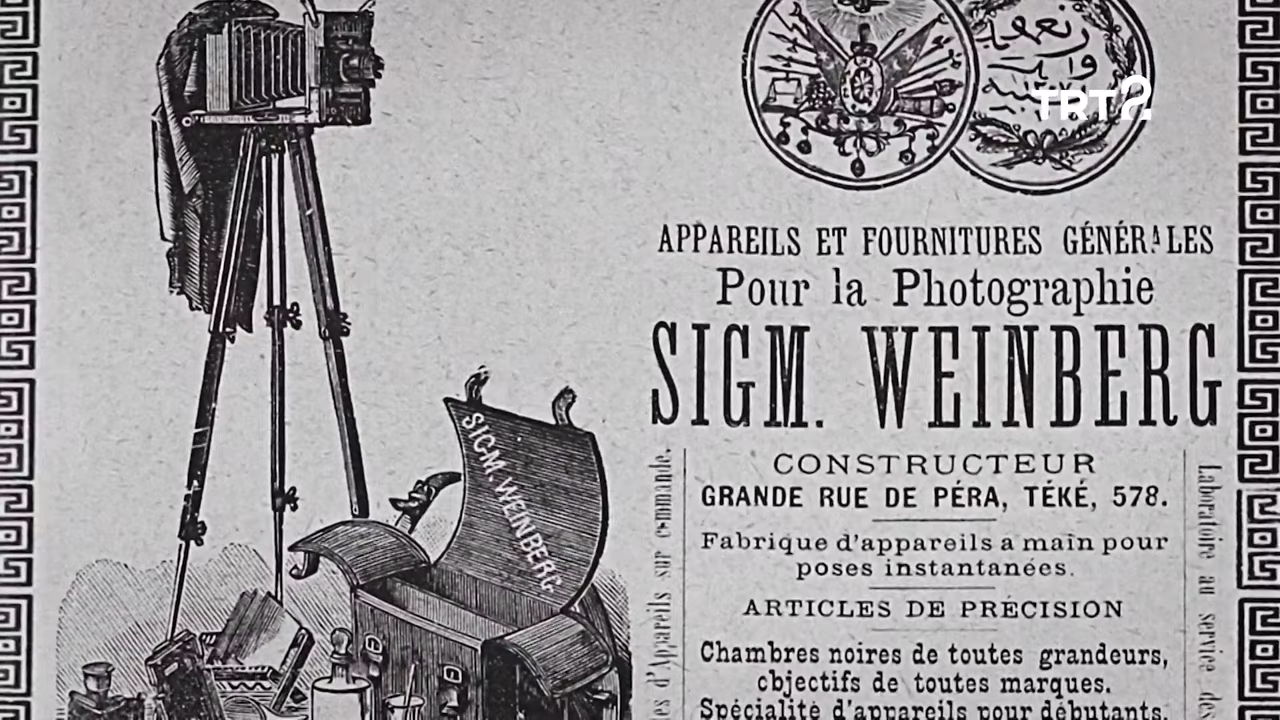 TRT2
APPAREILS ET FOURNITURES GÉNÉRALES
Pour la Photographie
SIGM. WEINBERG
SIGM. WEINBERG
CONSTRUCTEUR
GRANDE RUE DE PÉRA, TÉKÉ, 578.
Fabrique d'appareils a main pour
poses instantanées.
ARTICLES DE PRÉCISION
Chambres noires de toutes grandeurs,
objectifs de toutes marques.
Spécialité d'appareils pour débutants.
d'Appareils sur commande.
Laboratoire au service des